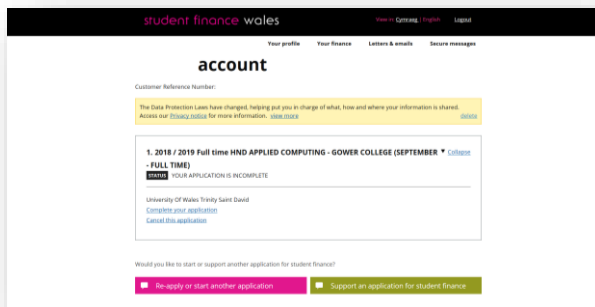 student finance wales
View in: Cymraeg | English Logout
Your profile Your finance Letters & emails Secure messages
account
Customer Reference Number:
The Data Protection Laws have changed, helping put you in charge of what, how and where your information is shared.
Access our Privacy notice for more information. view more delete
1. 2018 / 2019 Full time HND APPLIED COMPUTING - GOWER COLLEGE (SEPTEMBER ▼ Collapse
- FULL TIME)
STATUS YOUR APPLICATION IS INCOMPLETE
University Of Wales Trinity Saint David
Complete your application
Cancel this application
Would you like to start or support another application for student finance?
Re-apply or start another application Support an application for student finance